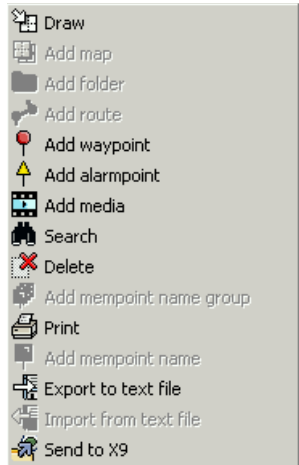 Draw
Add map
Add folder
Add route
Add waypoint
Add alarmpoint
Add media
Search
Delete
Add mempoint name group
Print
Add mempoint name
Export to text file
Import from text file
Send to X9